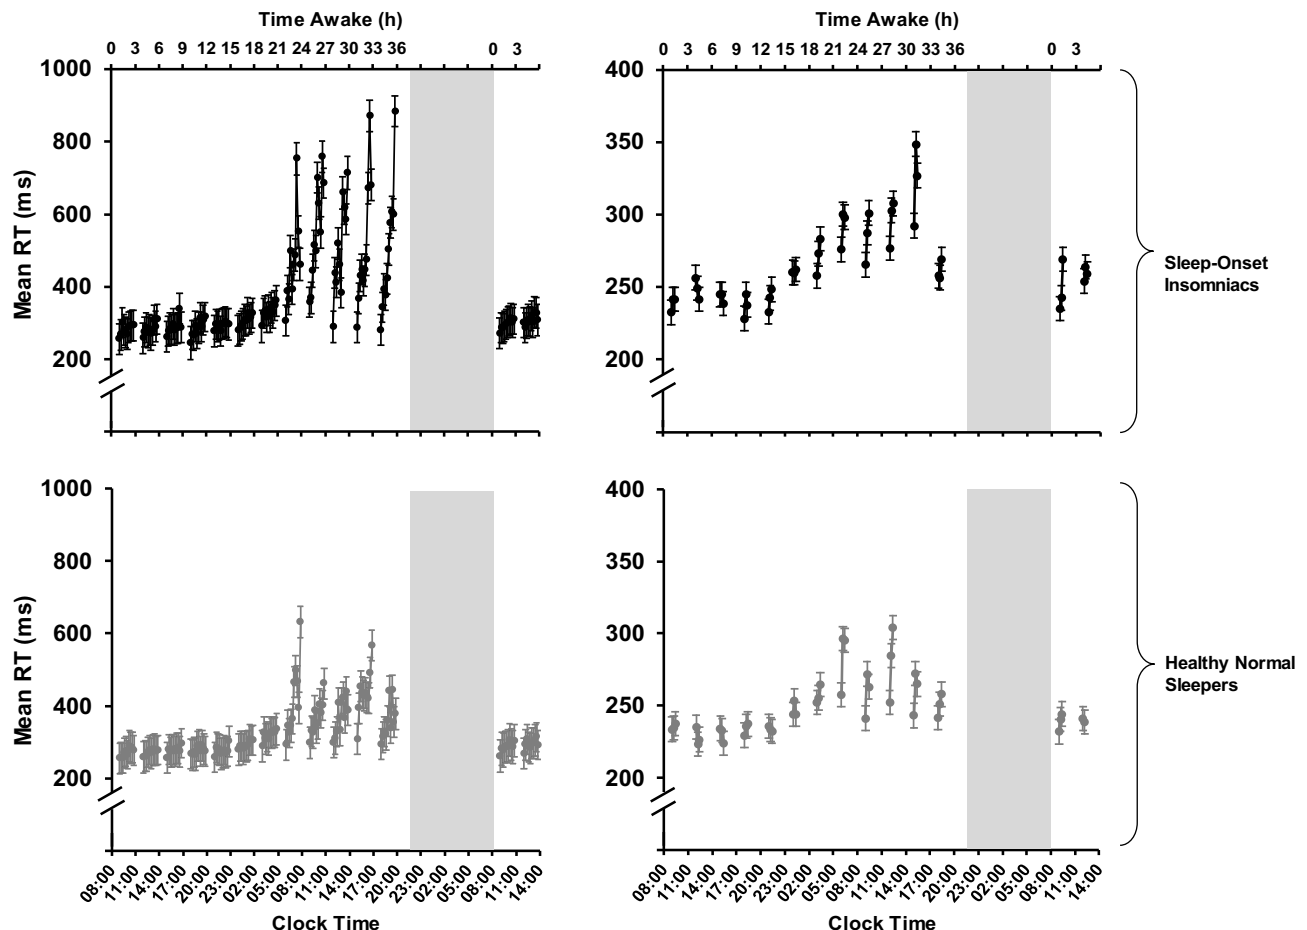 Time Awake (h) Time Awake (h)
0 3 6 9 12 15 18 21 24 27 30 33 36 0 3 0 3 6 9 12 15 18 21 24 27 30 33 36 0 3
1000 400
800 350
Mean RT (ms)
600 300
Sleep-Onset
Insomniacs
400 250
200 200
1000 400
800 350
Mean RT (ms)
600 300
Healthy Normal
Sleepers
400 250
200 200
08:00 11:00 14:00 17:00 20:00 23:00 02:00 05:00 08:00 11:00 14:00 17:00 20:00 23:00 02:00 05:00 08:00 11:00 14:00 08:00 11:00 14:00 17:00 20:00 23:00 02:00 05:00 08:00 11:00 14:00 17:00 20:00 23:00 02:00 05:00 08:00 11:00 14:00
Clock Time Clock Time